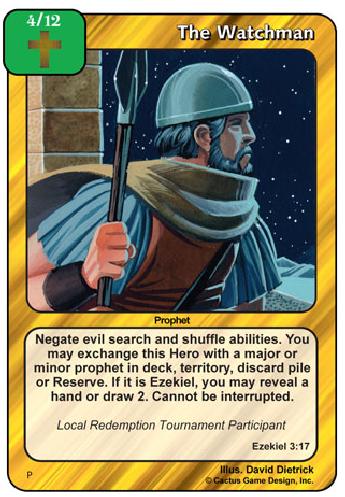 4/12
The Watchman
Prophet
Negate evil search and shuffle abilities. You
may exchange this Hero with a major or
minor prophet in deck, territory, discard pile
or Reserve. If it is Ezekiel, you may reveal a
hand or draw 2. Cannot be interrupted.
Local Redemption Tournament Participant
Ezekiel 3:17
P
Illus. David Dietrick
© Cactus Game Design, Inc.